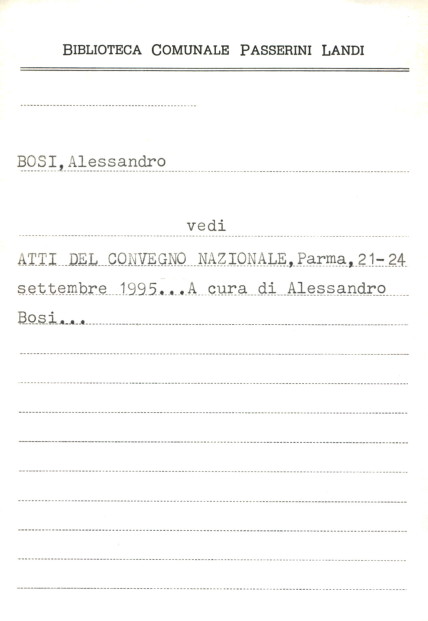 BIBLIOTECA COMUNALE PASSERINI LANDI
BOSI,Alessandro
vedi
ATTI DEL CONVEGNO NAZIONALE,Parma,21-24
settembre 1995...A cura di Alessandro
Bosi...